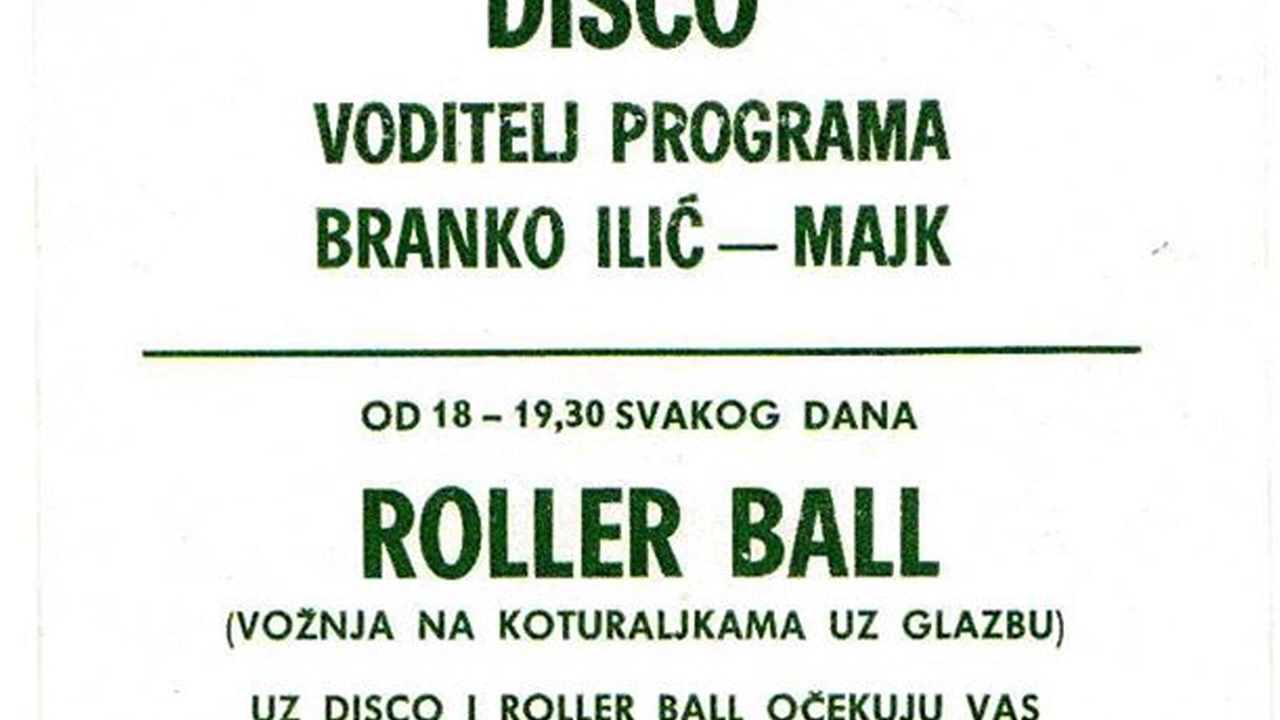 DISCO
VODITELJ PROGRAMA
BRANKO ILIĆ — MAJK
OD 18 – 19,30 SVAKOG DANA
ROLLER BALL
(VOŽNJA NA KOTURALJKAMA UZ GLAZBU)
UZ DISCO I ROLLER BALL OČEKUJU VAS